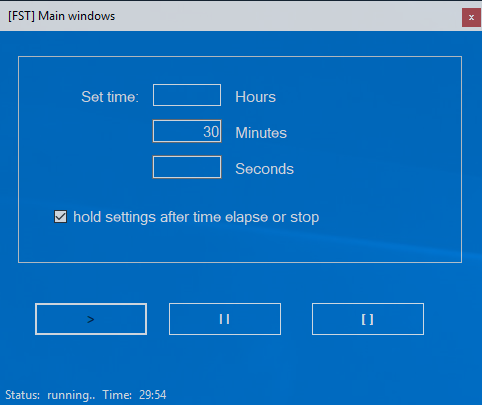 [FST] Main windows x
Set time: Hours
30 Minutes
Seconds
hold settings after time elapse or stop
> II [ ]
Status: running.. Time: 29:54